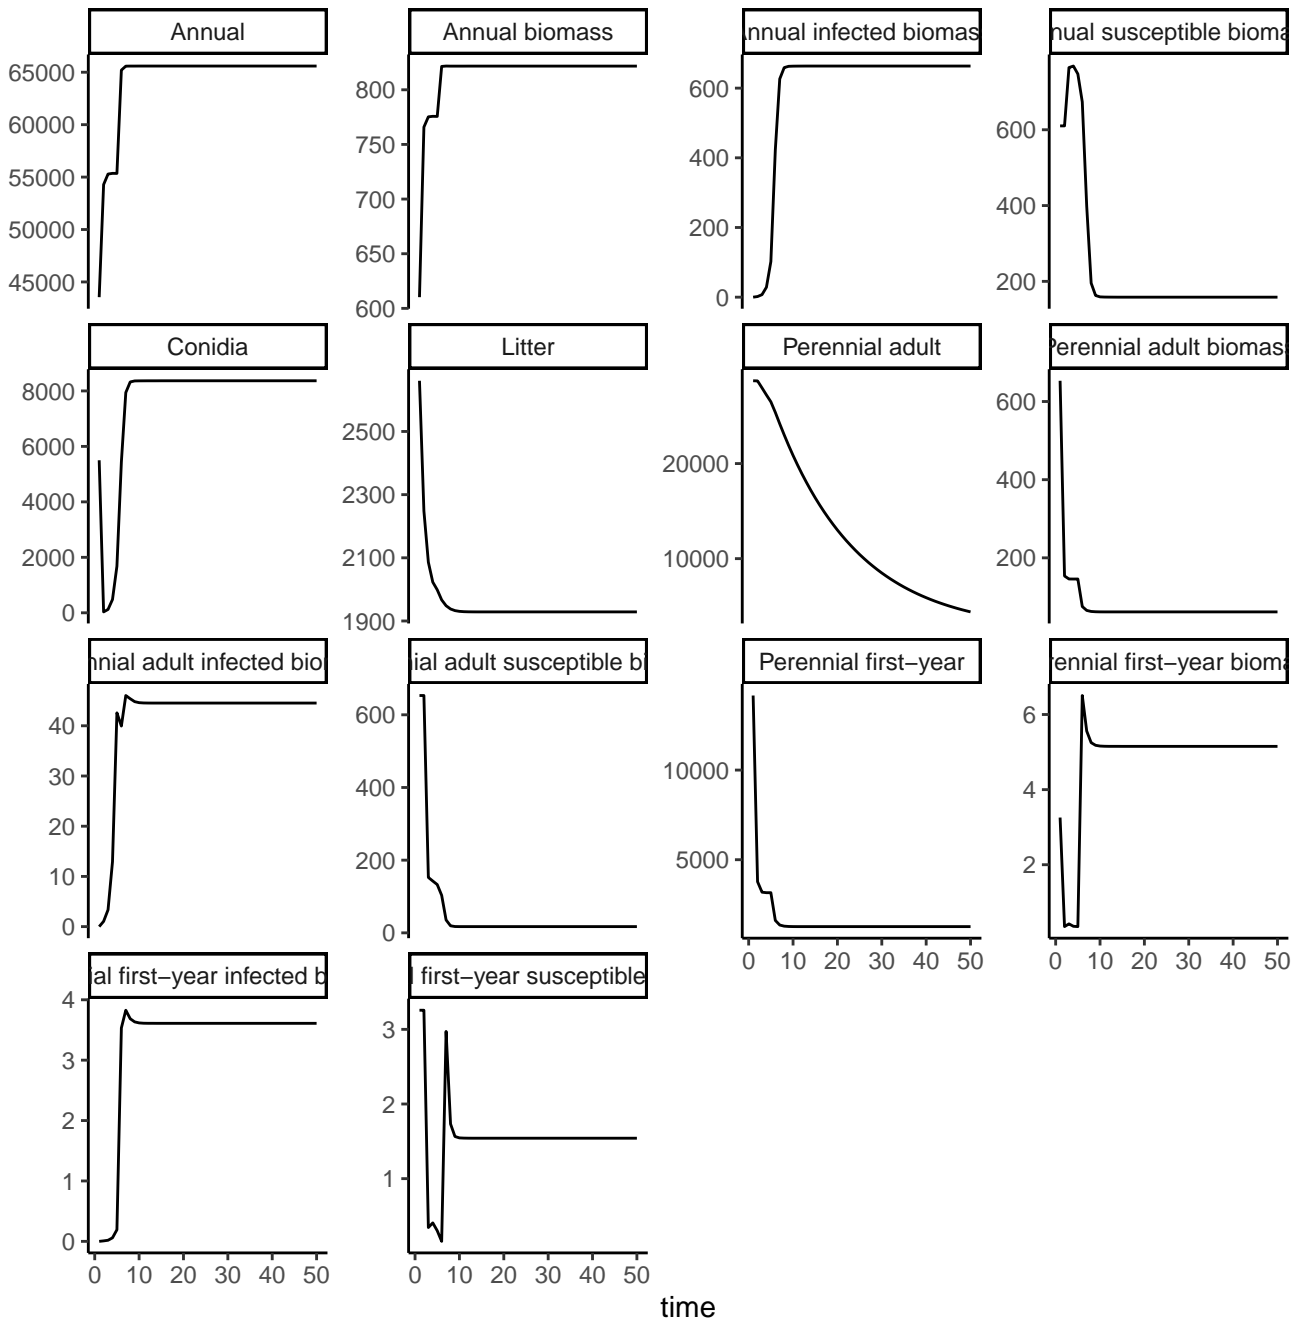 Annual
Annual biomass
Annual infected biomas
nual susceptible bioma
65000
60000
55000
50000
45000
800
750
700
650
600
600
400
200
0
600
400
200
Conidia
Litter
Perennial adult
Perennial adult biomas
8000
6000
4000
2000
0
2500
2300
2100
1900
20000
10000
600
400
200
nnial adult infected bio
ial adult susceptible bi
Perennial first−year
rennial first−year bioma
40
30
20
10
0
600
400
200
0
10000
5000
6
4
2
0 10 20 30 40 50
0 10 20 30 40 50
ial first−year infected b
l first−year susceptible
4
3
2
1
0
3
2
1
0 10 20 30 40 50
0 10 20 30 40 50
time